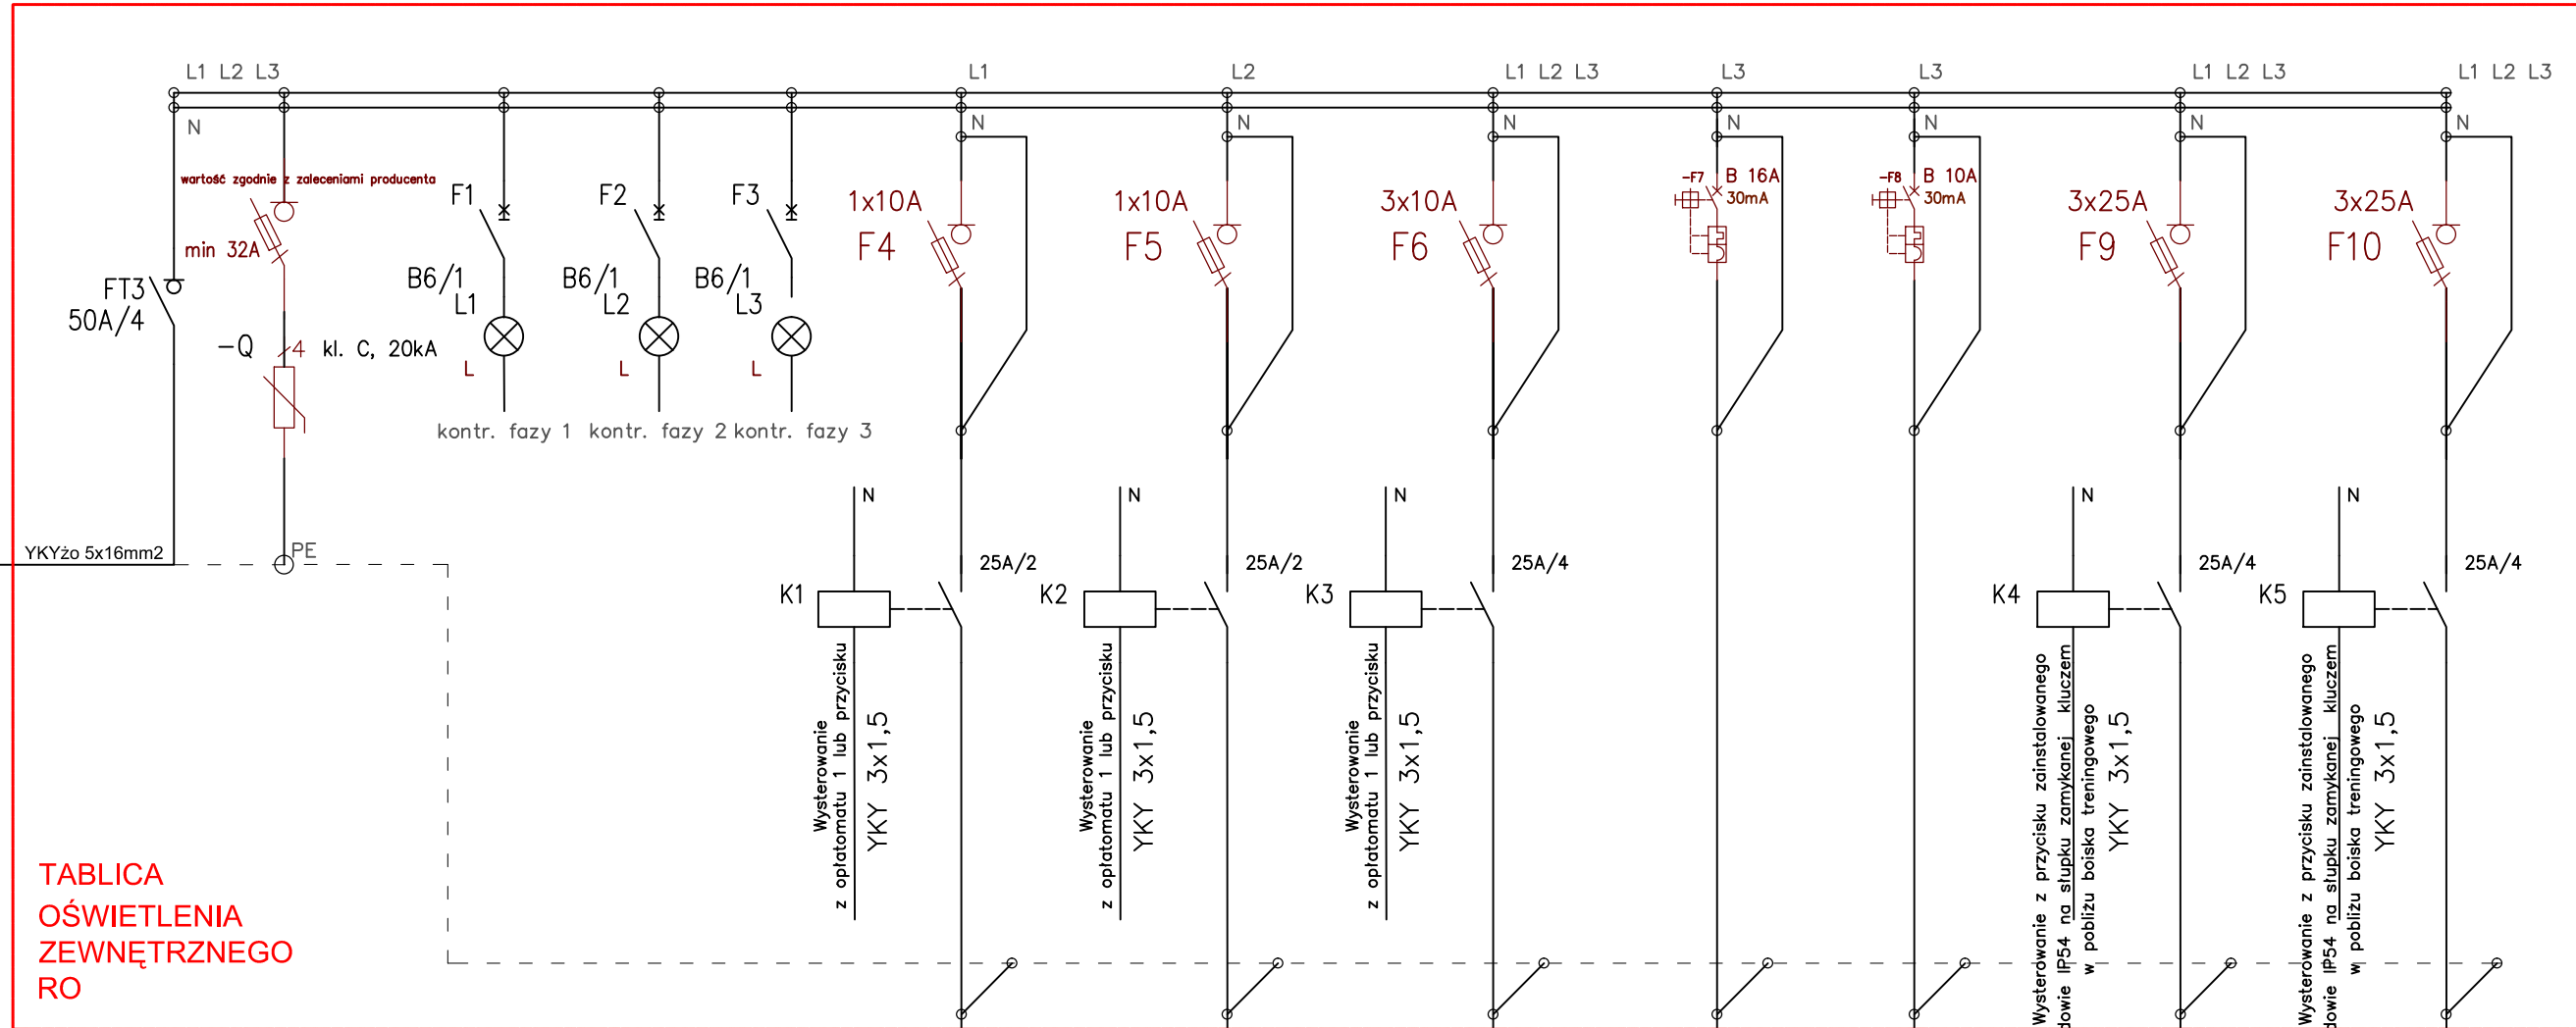 L1 L2 L3
L1
L2
L1 L2 L3
L3
L3
L1 L2 L3
L1 L2 L3
N
N
N
N
N
N
N
N
wartość zgodnie z zaleceniami producenta
min 32A
FT3
50A/4
-Q
4
kl. C, 20kA
F1
B6/1
L1
L
kontr. fazy 1
F2
B6/1
L2
L
kontr. fazy 2
F3
B6/1
L3
L
kontr. fazy 3
1x10A
F4
1x10A
F5
3x10A
F6
-F7
B 16A
30mA
-F8
B 10A
30mA
3x25A
F9
3x25A
F10
YKYżo 5x16mm2
PE
N
K1
25A/2
Wysterowanie
z opłatomatu 1 lub przycisku
YKY 3x1,5
N
K2
25A/2
Wysterowanie
z opłatomatu 1 lub przycisku
YKY 3x1,5
N
K3
25A/4
Wysterowanie
z opłatomatu 1 lub przycisku
YKY 3x1,5
N
K4
25A/4
Wysterowanie z przycisku zainstalowanego
dowie IP54 na słupku zamykanej kluczem
w pobliżu boiska treningowego
YKY 3x1,5
N
K5
25A/4
Wysterowanie z przycisku zainstalowanego
dowie IP54 na słupku zamykanej kluczem
w pobliżu boiska treningowego
YKY 3x1,5
TABLICA
OŚWIETLENIA
ZEWNĘTRZNEGO
RO